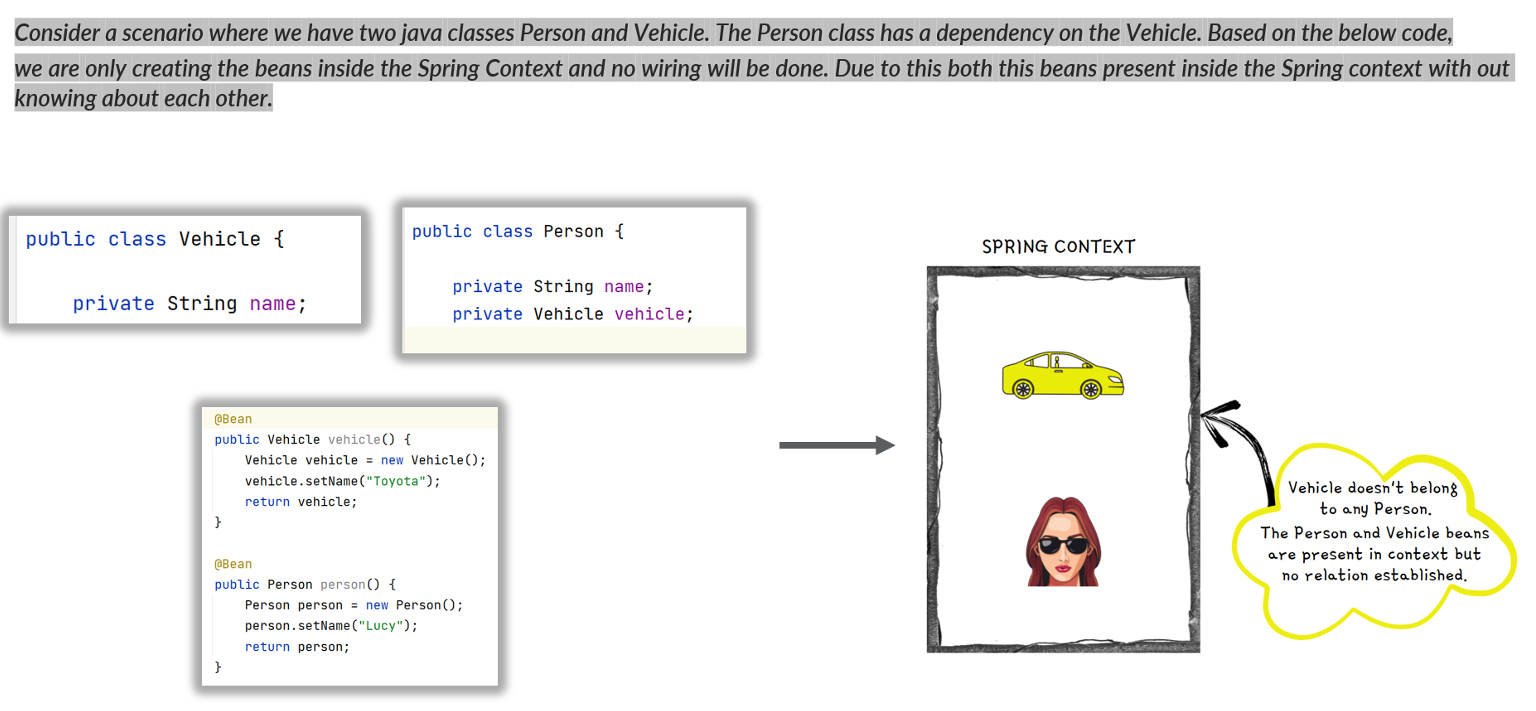 Consider a scenario where we have two java classes Person and Vehicle. The Person class has a dependency on the Vehicle. Based on the below code,
we are only creating the beans inside the Spring Context and no wiring will be done. Due to this both this beans present inside the Spring context with out
knowing about each other.
public class Vehicle {
private String name;
public class Person {
private String name;
private Vehicle vehicle;
@Bean
public Vehicle vehicle() {
Vehicle vehicle = new Vehicle();
vehicle.setName("Toyota");
return vehicle;
}
@Bean
public Person person() {
Person person = new Person();
person.setName("Lucy");
return person;
}
SPRING CONTEXT
Vehicle doesn't belong
to any Person.
The Person and Vehicle beans
are present in context but
no relation established.